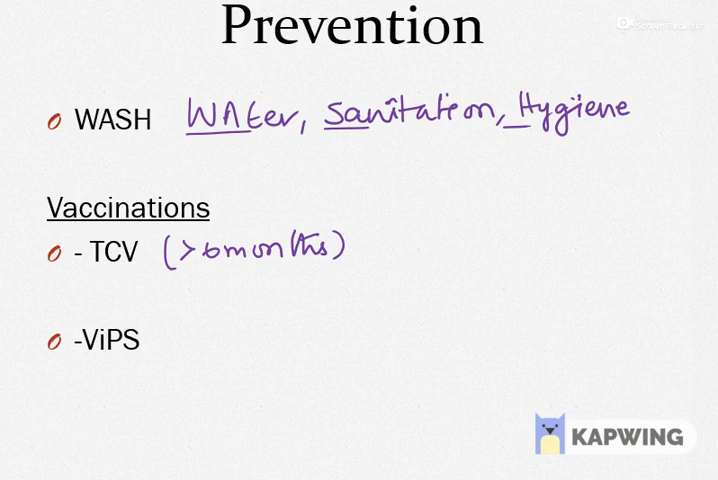 Prevention
WASH WAter, Sanitation, Hygiene
Vaccinations
- TCV (>6months)
-ViPS
KAPWING